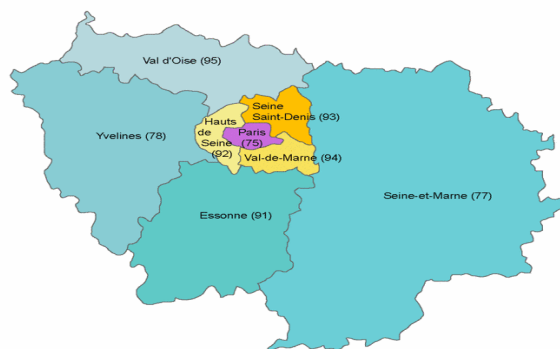 Val d'Oise (95)
Seine
Saint-Denis (93)
Hauts
de
Seine
(92)
Paris
(75)
Yvelines (78)
Val-de-Marne (94)
Seine-et-Marne (77)
Essonne (91)